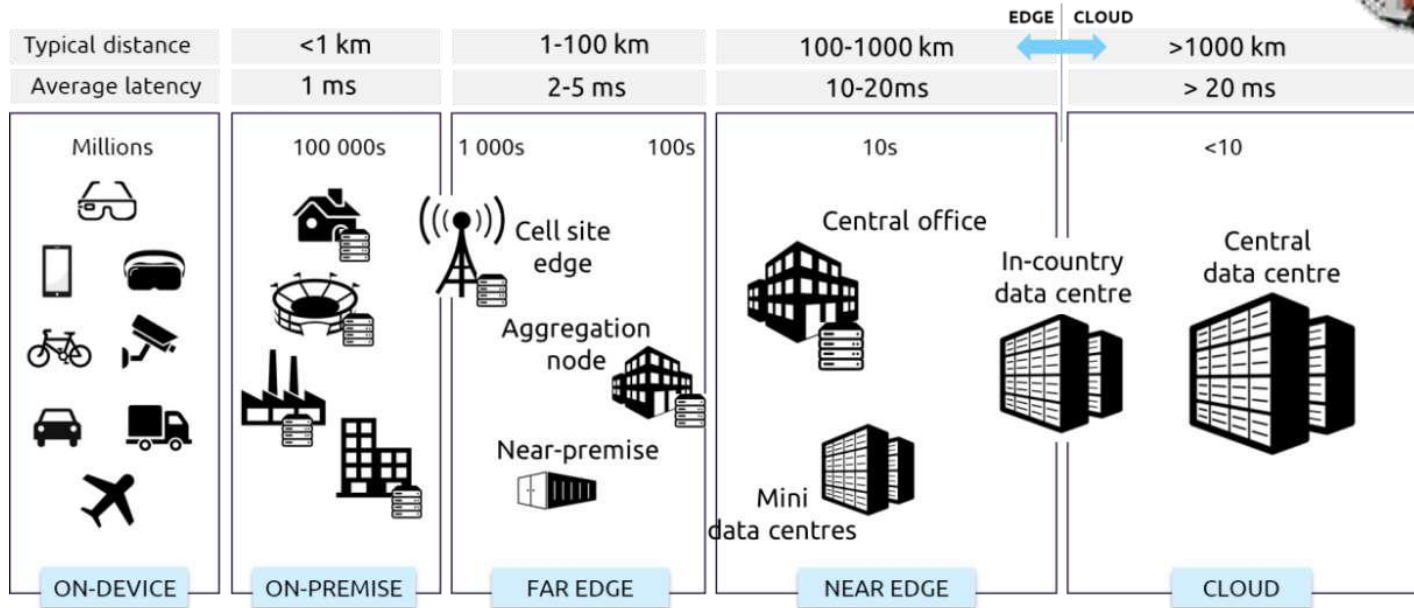 EDGE CLOUD
Typical distance <1 km 1-100 km 100-1000 km >1000 km
Average latency 1 ms 2-5 ms 10-20ms > 20 ms
Millions 100 000s 1 000s 100s 10s <10
Cell site
edge
Aggregation
node
Near-premise
Central office
Mini
data centres
In-country
data centre
Central
data centre
ON-DEVICE ON-PREMISE FAR EDGE NEAR EDGE CLOUD